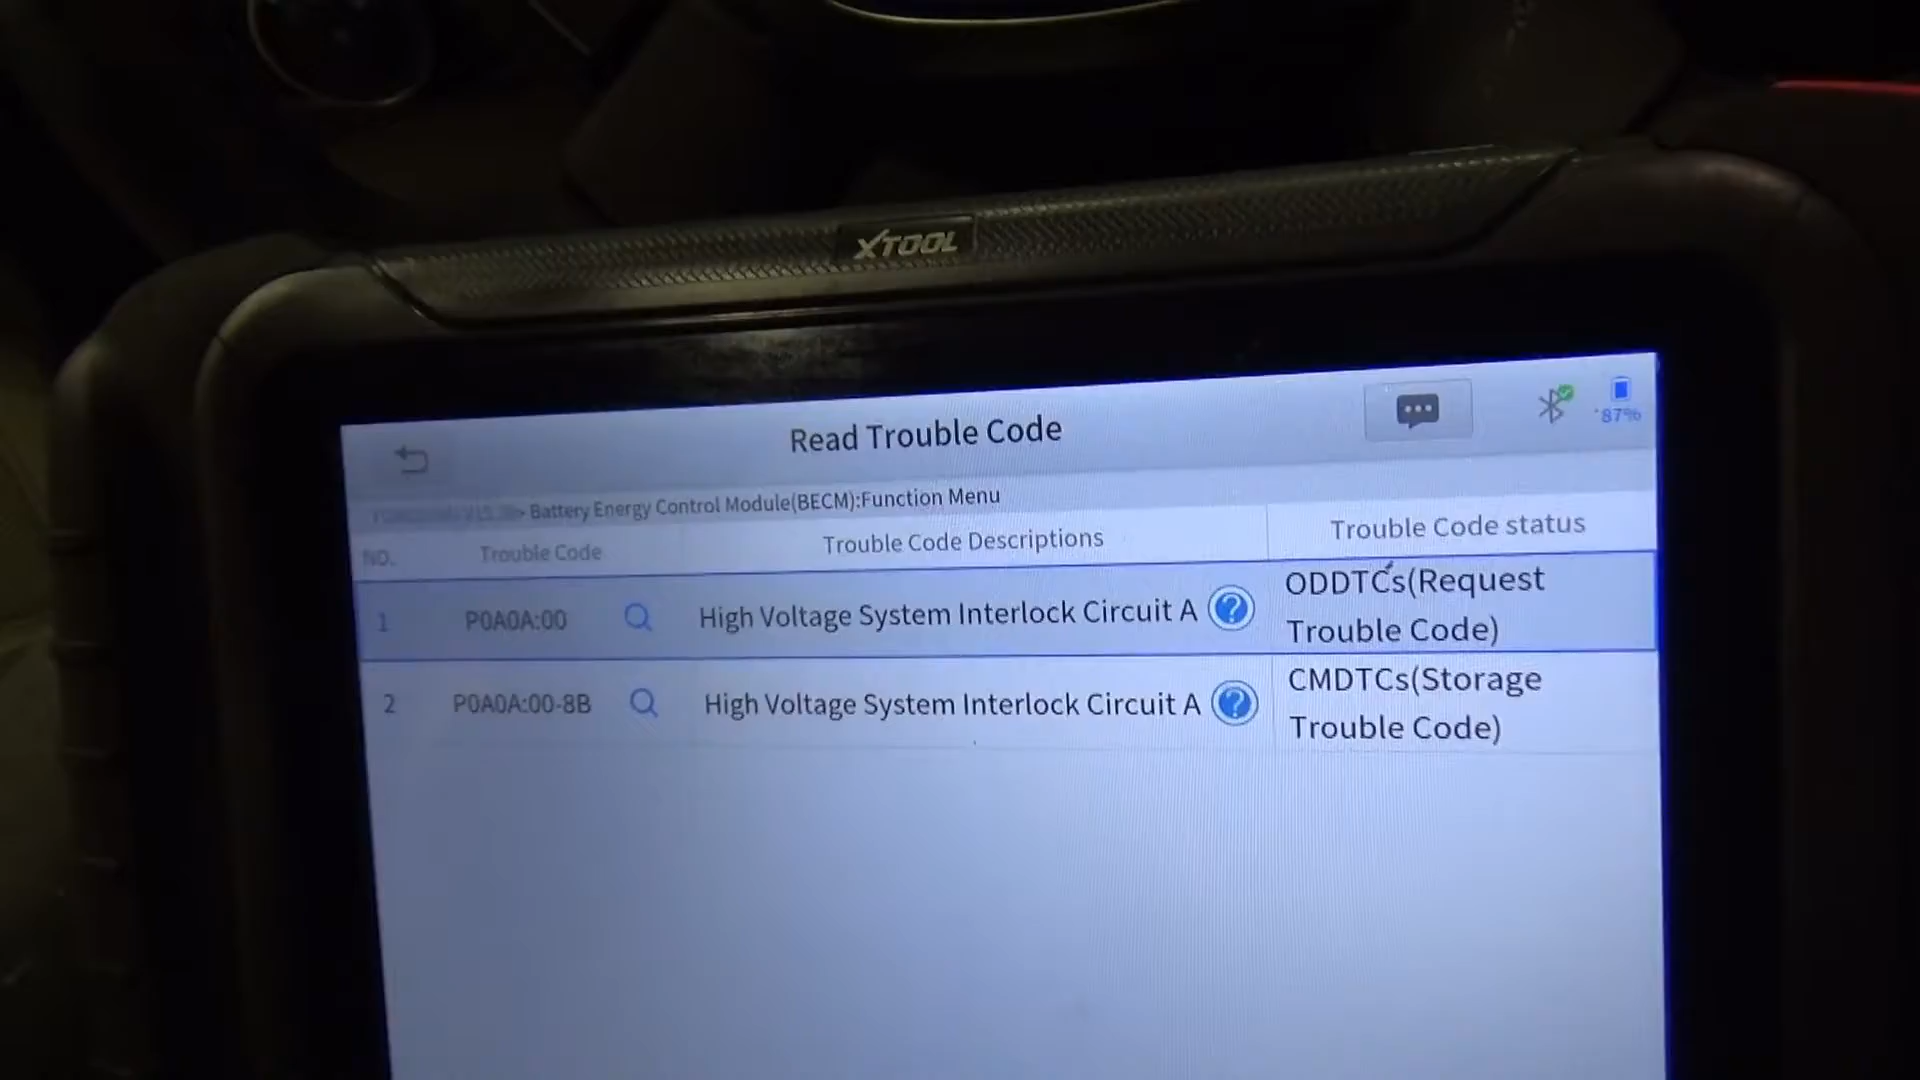 XTOOL
Read Trouble Code
87%
> Battery Energy Control Module(BECM):Function Menu
NO. Trouble Code Trouble Code Descriptions Trouble Code status
1 P0A0A:00 High Voltage System Interlock Circuit A ? ODDTCs(Request
Trouble Code)
2 P0A0A:00-8B High Voltage System Interlock Circuit A ? CMDTCs(Storage
Trouble Code)